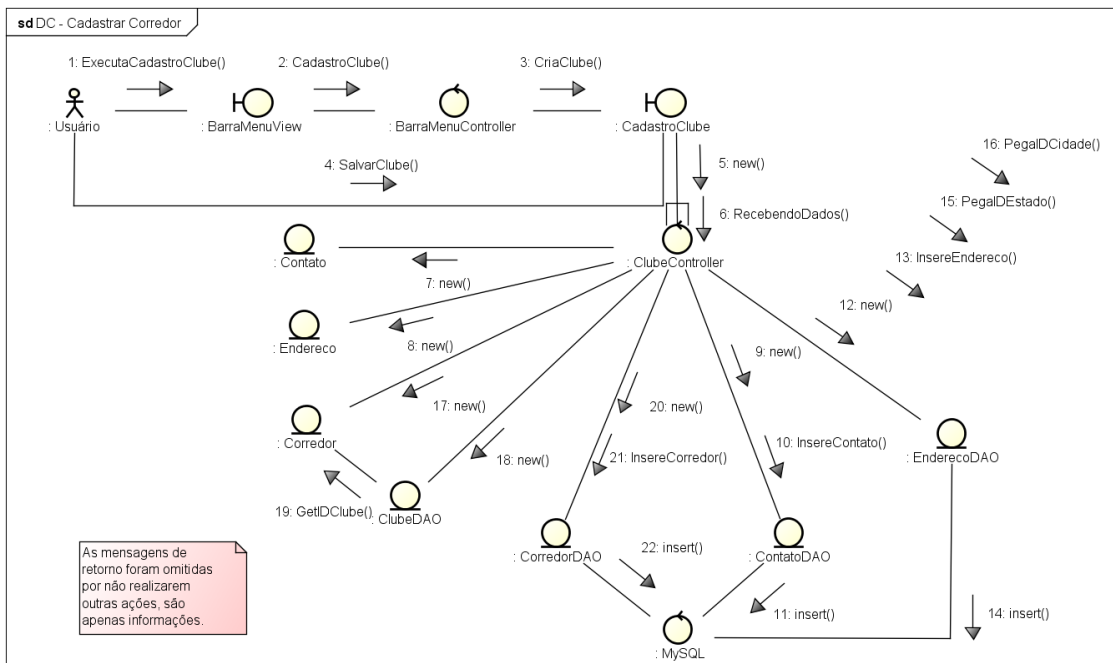 sd DC - Cadastrar Corredor
1: ExecutaCadastroClube()
2: CadastroClube()
3: CriaClube()
: Usuário
: BarraMenuView
: BarraMenuController
: CadastroClube
4: SalvarClube()
5: new()
16: PegaIDCidade()
15: PegaIDEstado()
6: RecebendoDados()
: Contato
: ClubeController
13: InsereEndereco()
7: new()
12: new()
: Endereco
8: new()
9: new()
17: new()
20: new()
: Corredor
10: InsereContato()
18: new()
21: InsereCorredor()
: EnderecoDAO
19: GetIDClube()
: ClubeDAO
As mensagens de
retorno foram omitidas
por não realizarem
outras ações, são
apenas informações.
: CorredorDAO
22: insert()
: ContatoDAO
11: insert()
14: insert()
: MySQL